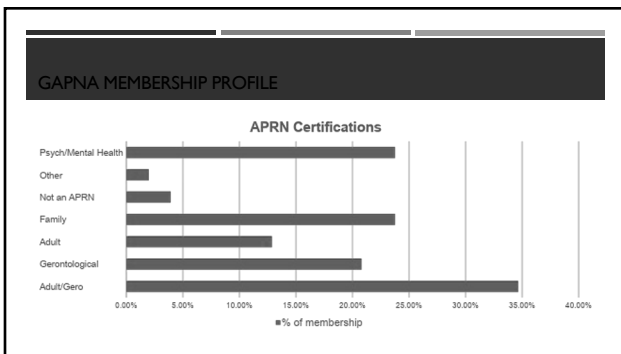 GAPNA MEMBERSHIP PROFILE
APRN Certifications
Psych/Mental Health
Other
Not an APRN
Family
Adult
Gerontological
Adult/Gero
0.00% 5.00% 10.00% 15.00% 20.00% 25.00% 30.00% 35.00% 40.00%
% of membership